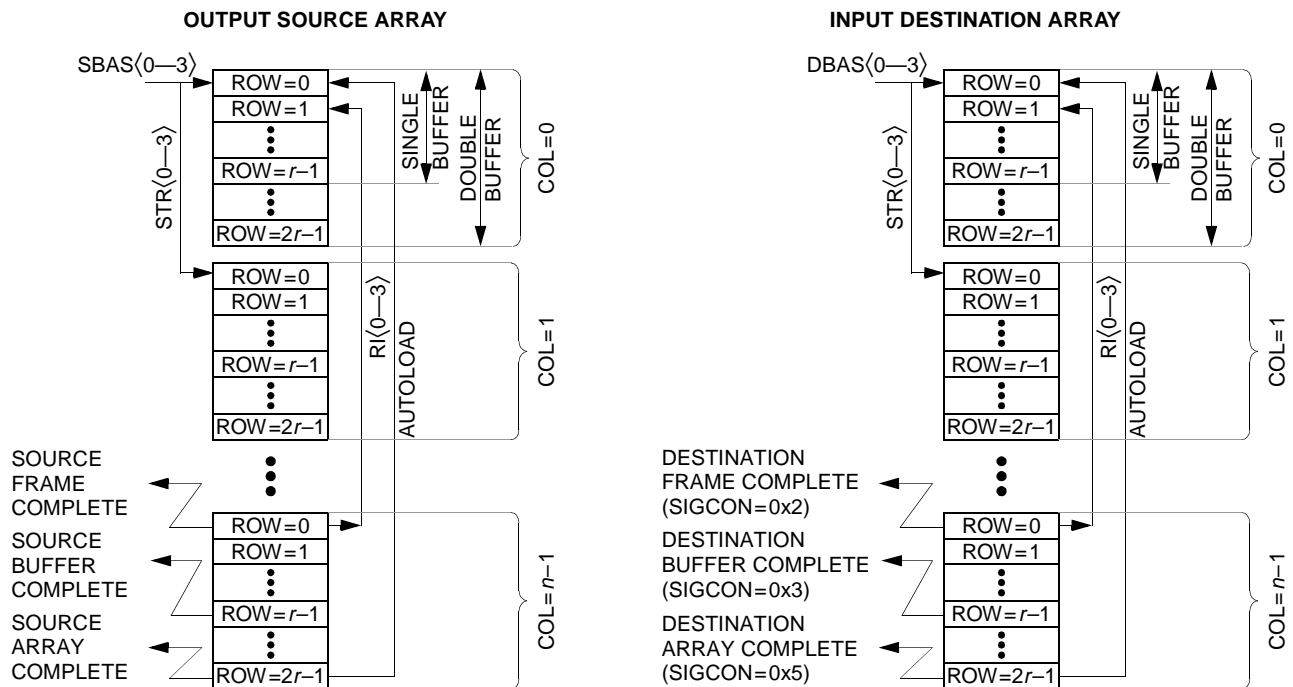 OUTPUT SOURCE ARRAY
SBAS⟨0—3⟩
STR⟨0—3⟩
ROW=0
ROW=1
ROW=r–1
ROW=2r–1
SINGLE
BUFFER
DOUBLE
BUFFER
COL=0
ROW=0
ROW=1
ROW=r–1
ROW=2r–1
RI⟨0—3⟩
AUTOLOAD
COL=1
SOURCE
FRAME
COMPLETE
SOURCE
BUFFER
COMPLETE
SOURCE
ARRAY
COMPLETE
ROW=0
ROW=1
ROW=r–1
ROW=2r–1
COL=n–1
INPUT DESTINATION ARRAY
DBAS⟨0—3⟩
STR⟨0—3⟩
ROW=0
ROW=1
ROW=r–1
ROW=2r–1
SINGLE
BUFFER
DOUBLE
BUFFER
COL=0
ROW=0
ROW=1
ROW=r–1
ROW=2r–1
RI⟨0—3⟩
AUTOLOAD
COL=1
DESTINATION
FRAME COMPLETE
(SIGCON=0x2)
DESTINATION
BUFFER COMPLETE
(SIGCON=0x3)
DESTINATION
ARRAY COMPLETE
(SIGCON=0x5)
ROW=0
ROW=1
ROW=r–1
ROW=2r–1
COL=n–1